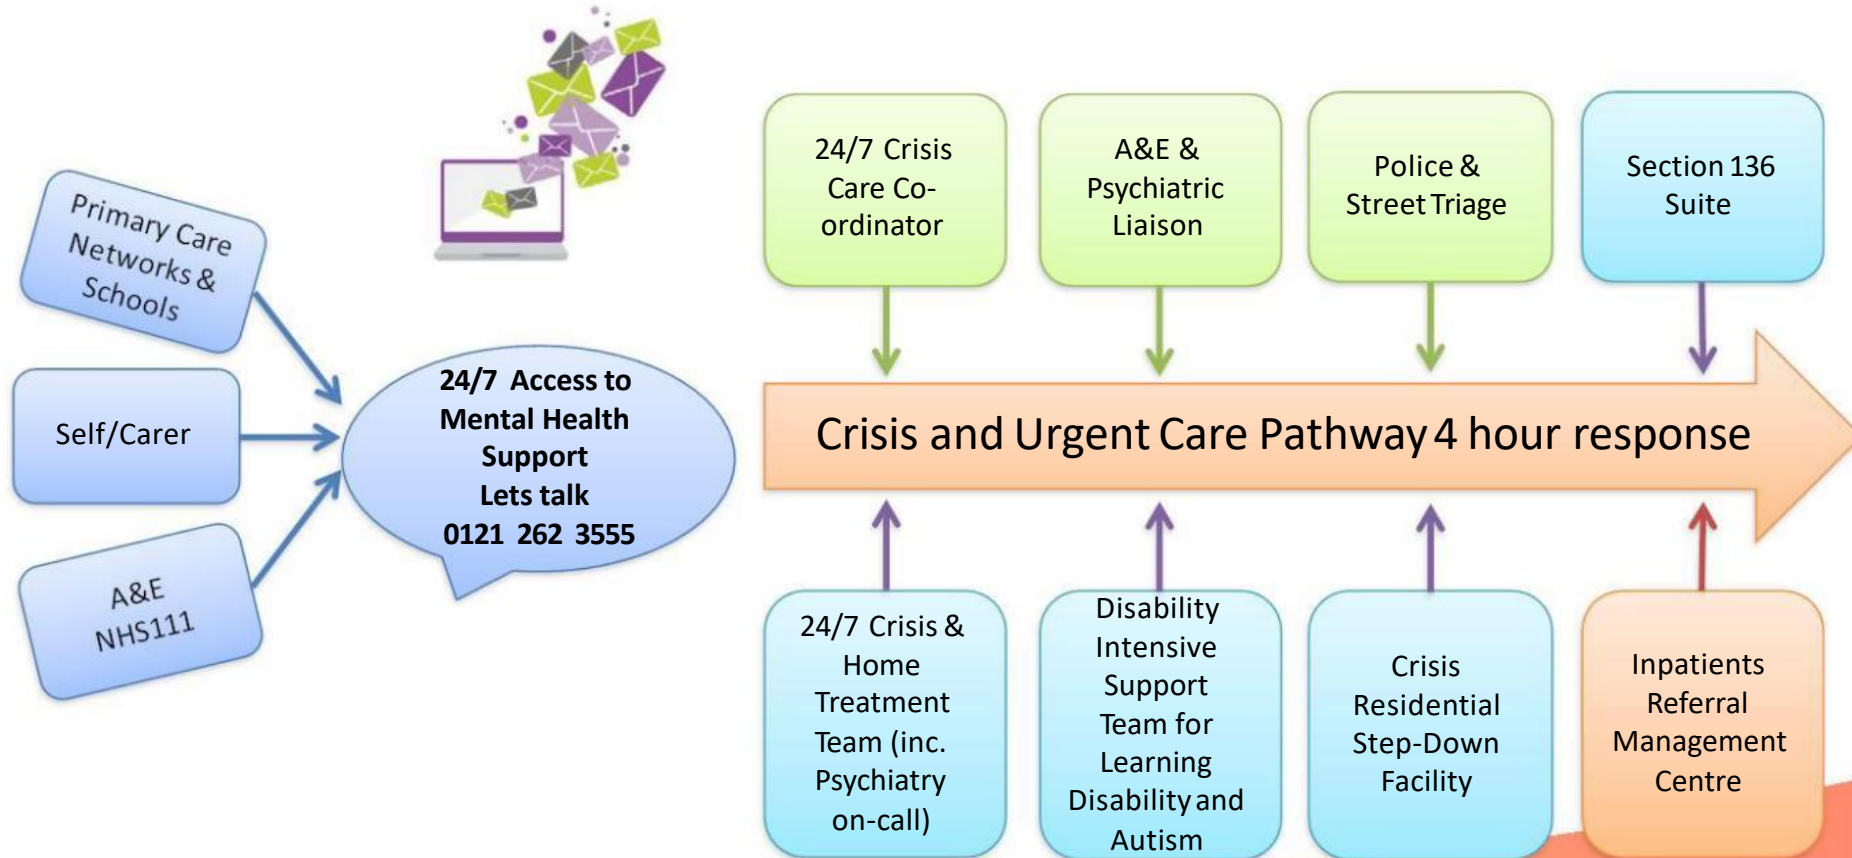 Primary Care
Networks &
Schools
Self/Carer
A&E
NHS111
24/7 Access to
Mental Health
Support
Lets talk
0121 262 3555
24/7 Crisis
Care Co-
ordinator
A&E &
Psychiatric
Liaison
Police &
Street Triage
Section 136
Suite
Crisis and Urgent Care Pathway 4 hour response
24/7 Crisis &
Home
Treatment
Team (inc.
Psychiatry
on-call)
Disability
Intensive
Support
Team for
Learning
Disability and
Autism
Crisis
Residential
Step-Down
Facility
Inpatients
Referral
Management
Centre